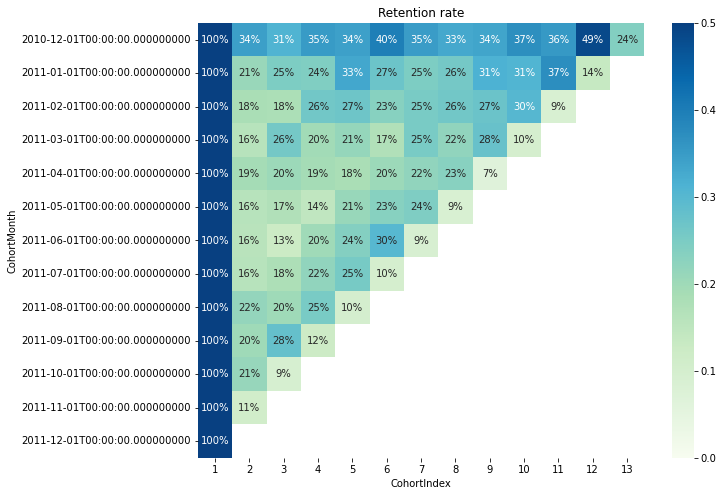 Retention rate
CohortMonth
2010-12-01T00:00:00.000000000 100% 34% 31% 35% 34% 40% 35% 33% 34% 37% 36% 49% 24%
2011-01-01T00:00:00.000000000 100% 21% 25% 24% 33% 27% 25% 26% 31% 31% 37% 14%
2011-02-01T00:00:00.000000000 100% 18% 18% 26% 27% 23% 25% 26% 27% 30% 9%
2011-03-01T00:00:00.000000000 100% 16% 26% 20% 21% 17% 25% 22% 28% 10%
2011-04-01T00:00:00.000000000 100% 19% 20% 19% 18% 20% 22% 23% 7%
2011-05-01T00:00:00.000000000 100% 16% 17% 14% 21% 23% 24% 9%
2011-06-01T00:00:00.000000000 100% 16% 13% 20% 24% 30% 9%
2011-07-01T00:00:00.000000000 100% 16% 18% 22% 25% 10%
2011-08-01T00:00:00.000000000 100% 22% 20% 25% 10%
2011-09-01T00:00:00.000000000 100% 20% 28% 12%
2011-10-01T00:00:00.000000000 100% 21% 9%
2011-11-01T00:00:00.000000000 100% 11%
2011-12-01T00:00:00.000000000 100%
1 2 3 4 5 6 7 8 9 10 11 12 13
CohortIndex
0.5
0.4
0.3
0.2
0.1
0.0